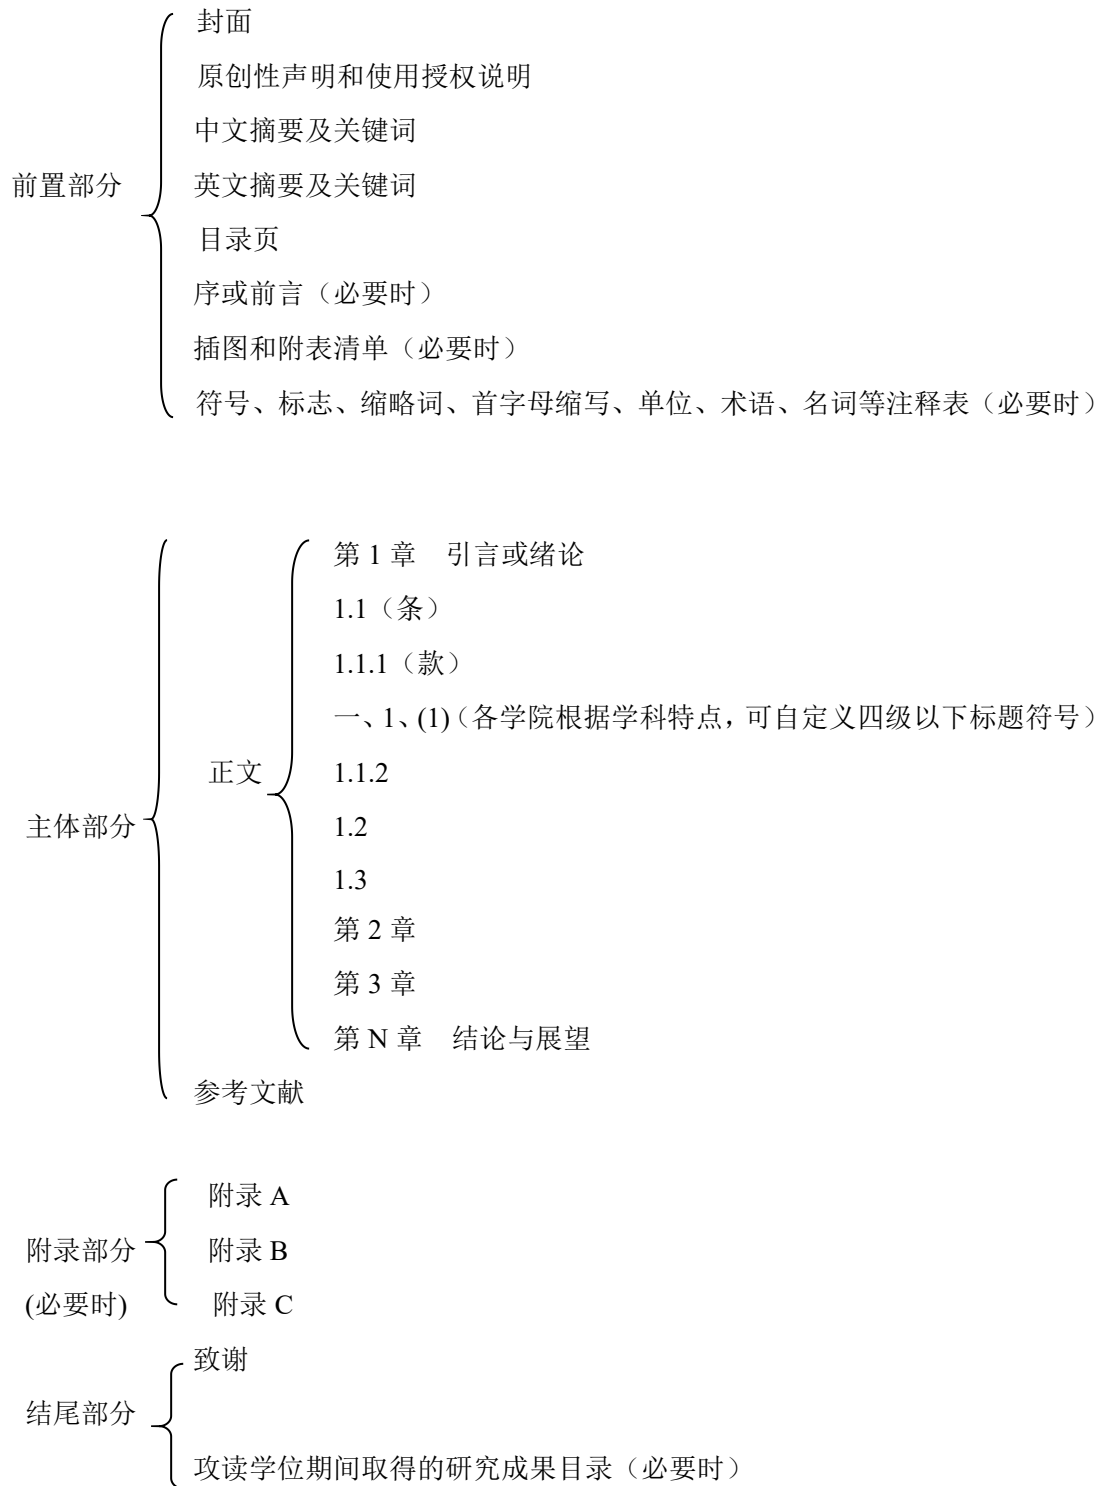 封面
原创性声明和使用授权说明
中文摘要及关键词
前置部分 英文摘要及关键词
目录页
序或前言（必要时）
插图和附表清单（必要时）
符号、标志、缩略词、首字母缩写、单位、术语、名词等注释表（必要时）
第 1 章 引言或绪论
1.1（条）
1.1.1（款）
一、1、(1)（各学院根据学科特点，可自定义四级以下标题符号）
正文 1.1.2
主体部分 1.2
1.3
第 2 章
第 3 章
第 N 章 结论与展望
参考文献
附录 A
附录部分 附录 B
(必要时) 附录 C
致谢
结尾部分
攻读学位期间取得的研究成果目录（必要时）